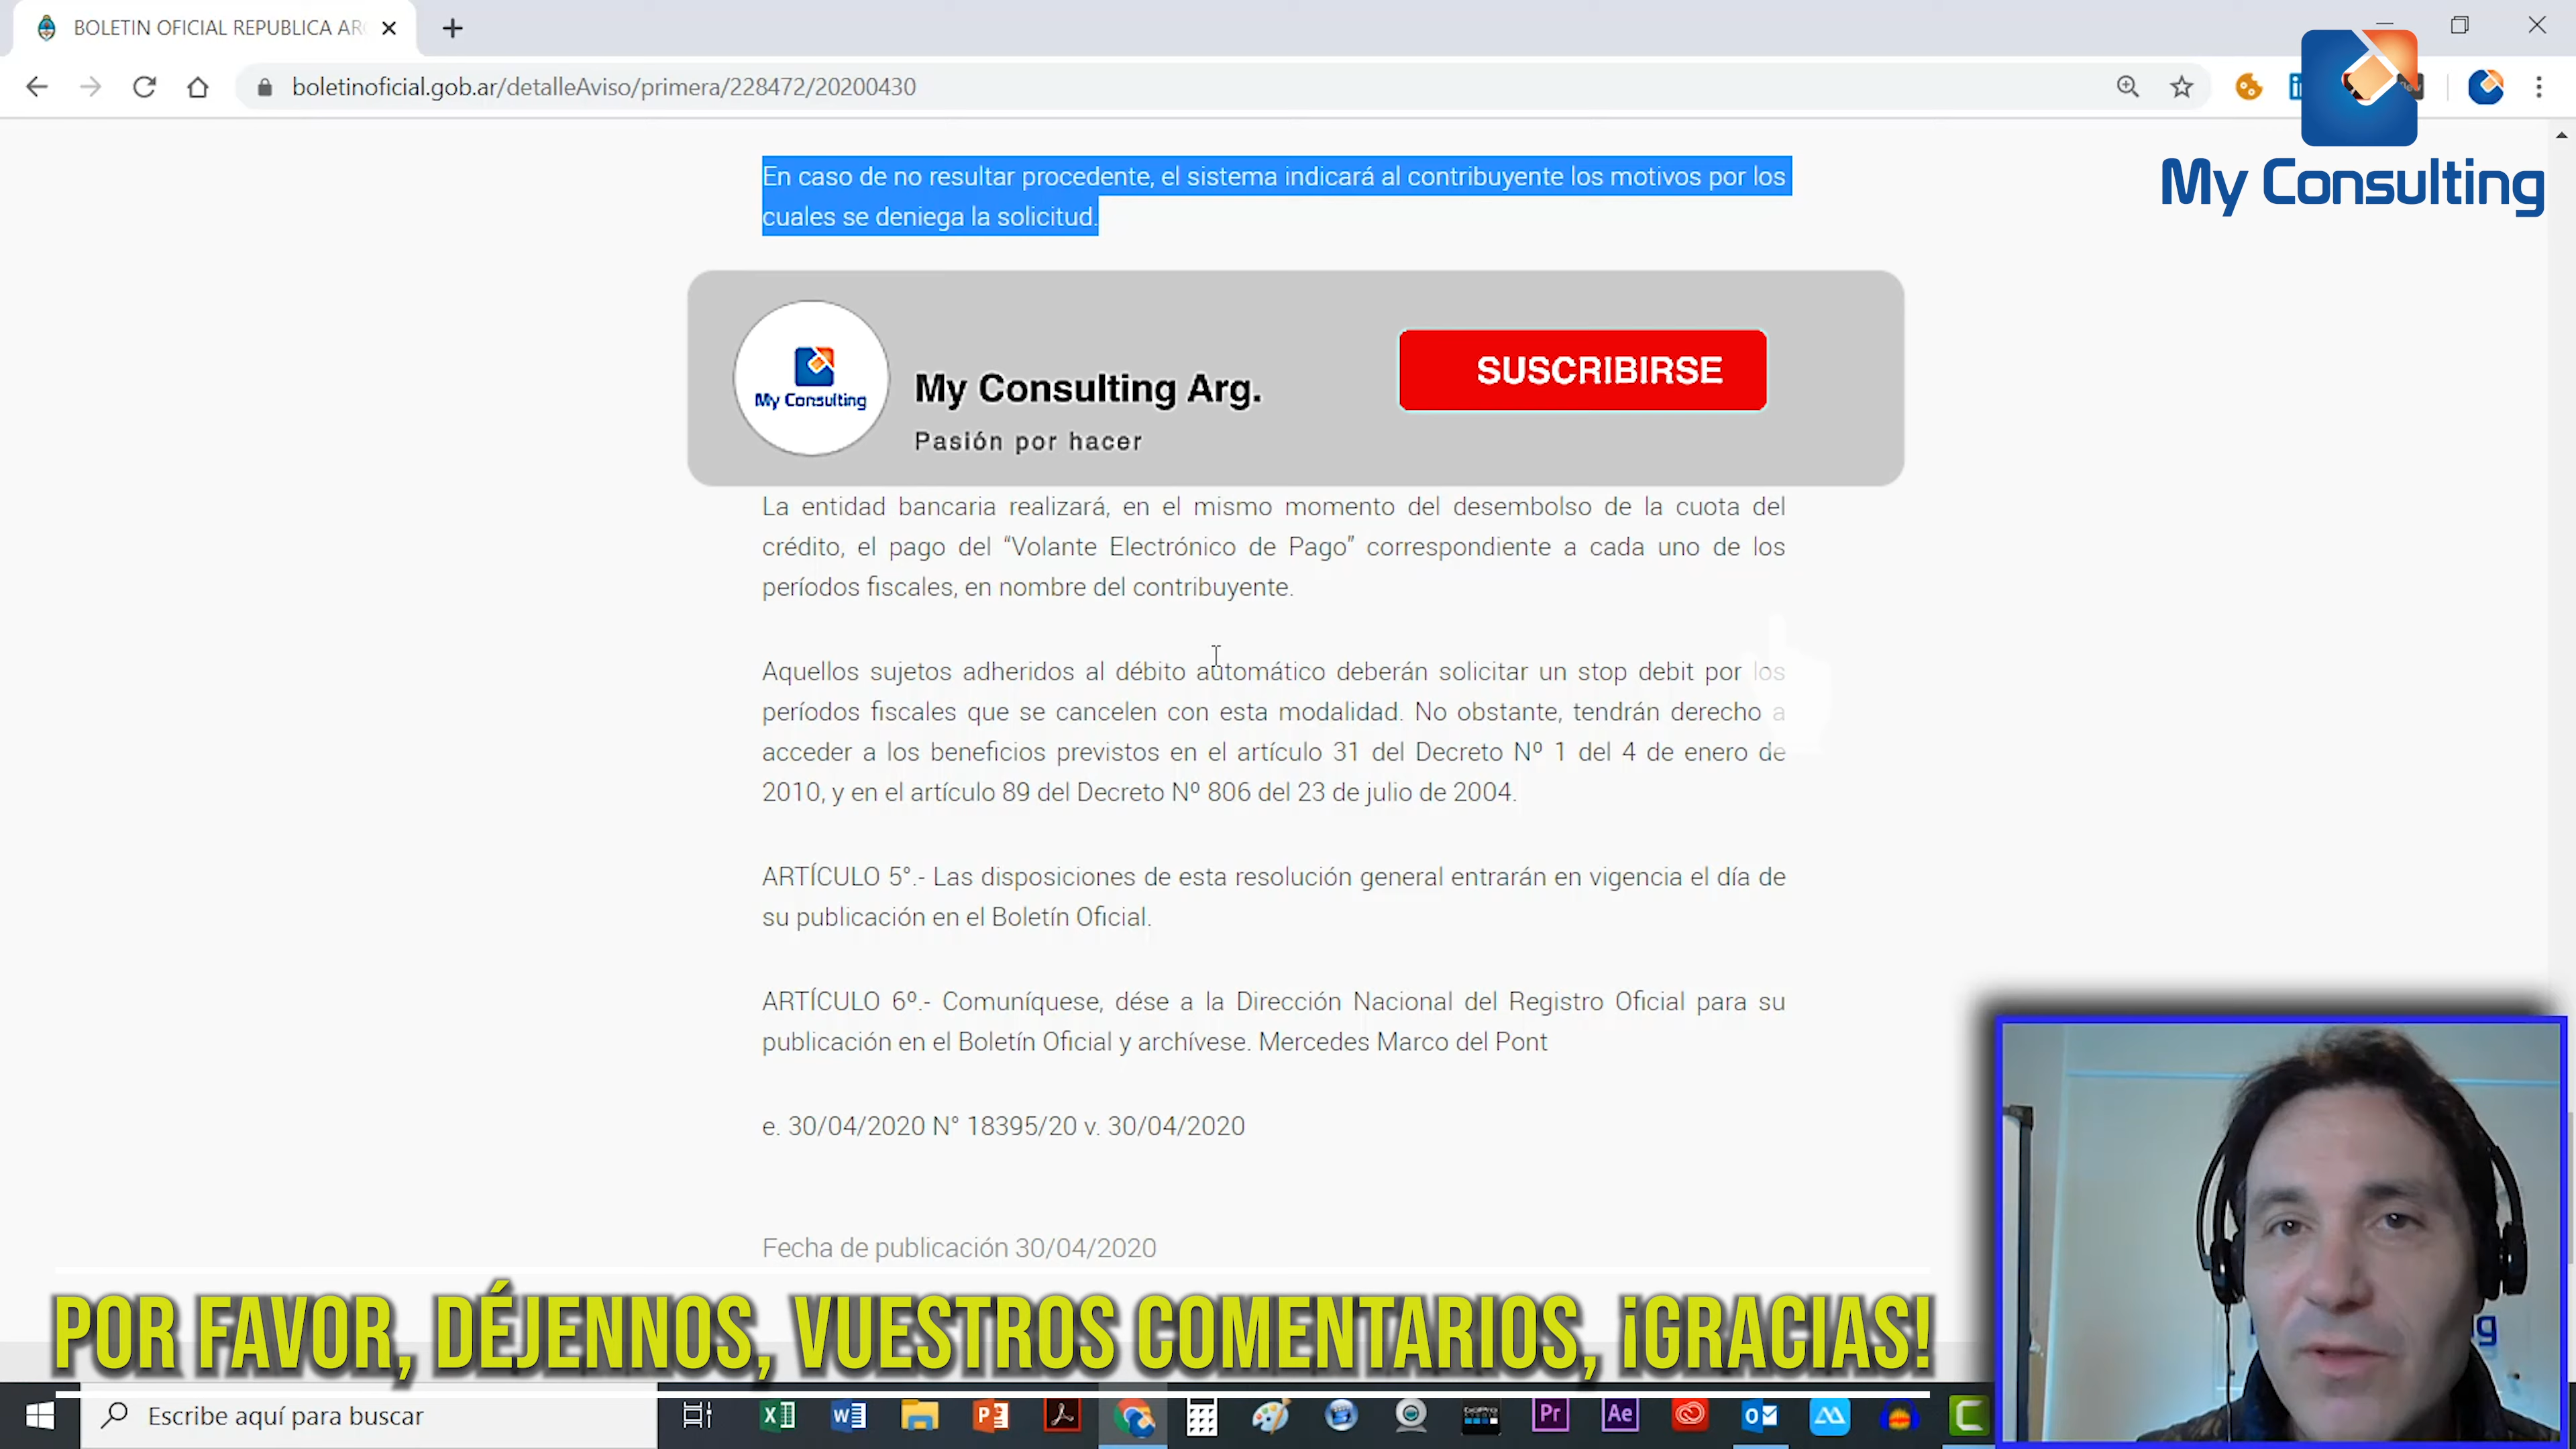 BOLETIN OFICIAL REPUBLICA AR
boletinoficial.gob.ar/detalleAviso/primera/228472/20200430
My Consulting
En caso de no resultar procedente, el sistema indicará al contribuyente los motivos por los
cuales se deniega la solicitud.
My Consulting
My Consulting Arg.
Pasión por hacer
SUSCRIBIRSE
La entidad bancaria realizará, en el mismo momento del desembolso de la cuota del
crédito, el pago del “Volante Electrónico de Pago” correspondiente a cada uno de los
períodos fiscales, en nombre del contribuyente.
Aquellos sujetos adheridos al débito automático deberán solicitar un stop debit por los
períodos fiscales que se cancelen con esta modalidad. No obstante, tendrán derecho a
acceder a los beneficios previstos en el artículo 31 del Decreto Nº 1 del 4 de enero de
2010, y en el artículo 89 del Decreto Nº 806 del 23 de julio de 2004.
ARTÍCULO 5°.- Las disposiciones de esta resolución general entrarán en vigencia el día de
su publicación en el Boletín Oficial.
ARTÍCULO 6º.- Comuníquese, dése a la Dirección Nacional del Registro Oficial para su
publicación en el Boletín Oficial y archívese. Mercedes Marco del Pont
e. 30/04/2020 N° 18395/20 v. 30/04/2020
Fecha de publicación 30/04/2020
POR FAVOR, DÉJENNOS, VUESTROS COMENTARIOS, ¡GRACIAS!
Escribe aquí para buscar
Pr
Ae